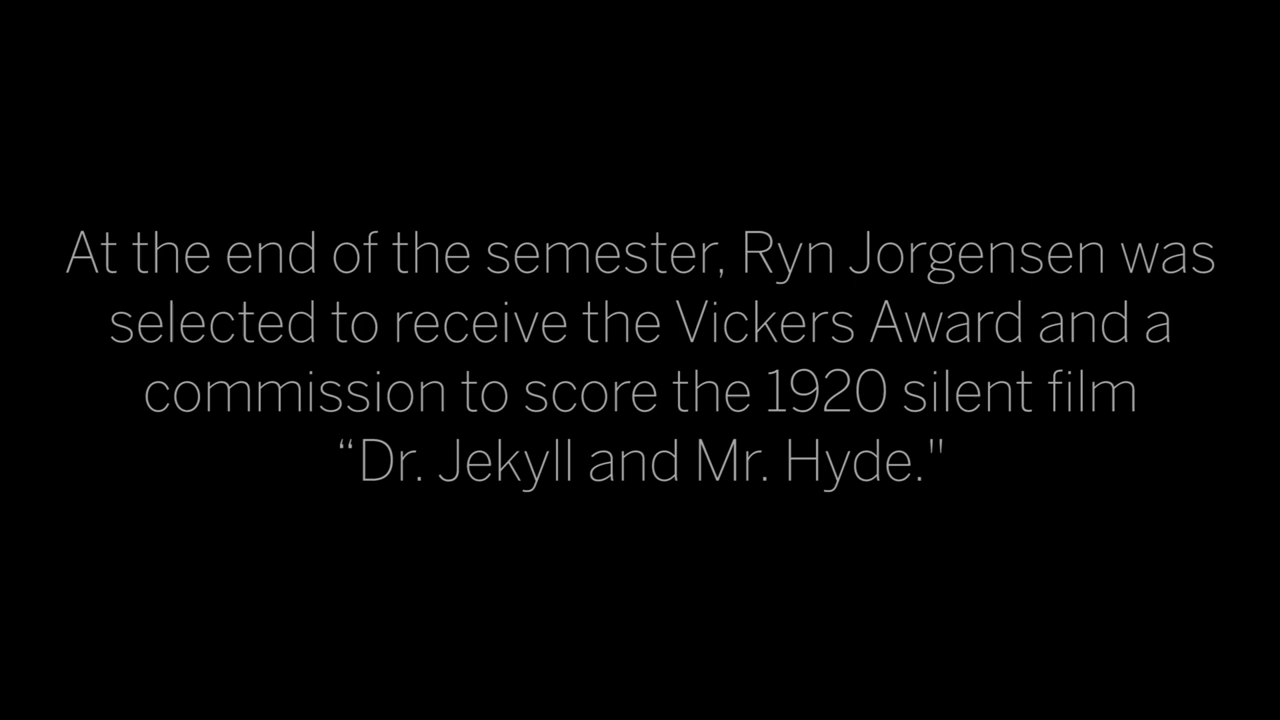 At the end of the semester, Ryn Jorgensen was
selected to receive the Vickers Award and a
commission to score the 1920 silent film
“Dr. Jekyll and Mr. Hyde."